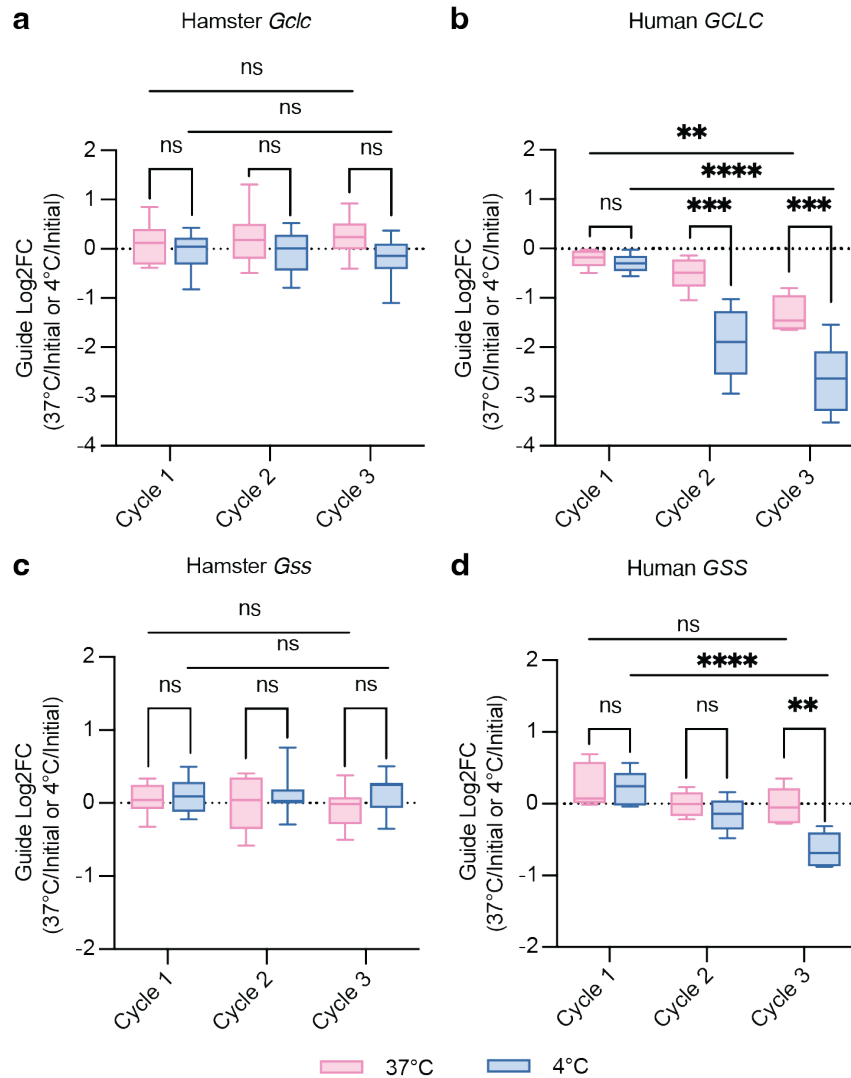 a
Hamster Gclc
ns
ns
ns
ns
ns
2
1
0
-1
-2
-3
-4
Guide Log2FC
(37°C/Initial or 4°C/Initial)
Cycle 1
Cycle 2
Cycle 3
b
Human GCLC
**
****
ns
***
***
2
1
0
-1
-2
-3
-4
Guide Log2FC
(37°C/Initial or 4°C/Initial)
Cycle 1
Cycle 2
Cycle 3
c
Hamster Gss
ns
ns
ns
ns
ns
2
1
0
-1
-2
Guide Log2FC
(37°C/Initial or 4°C/Initial)
Cycle 1
Cycle 2
Cycle 3
d
Human GSS
ns
****
ns
ns
**
2
1
0
-1
-2
Guide Log2FC
(37°C/Initial or 4°C/Initial)
Cycle 1
Cycle 2
Cycle 3
37°C
4°C